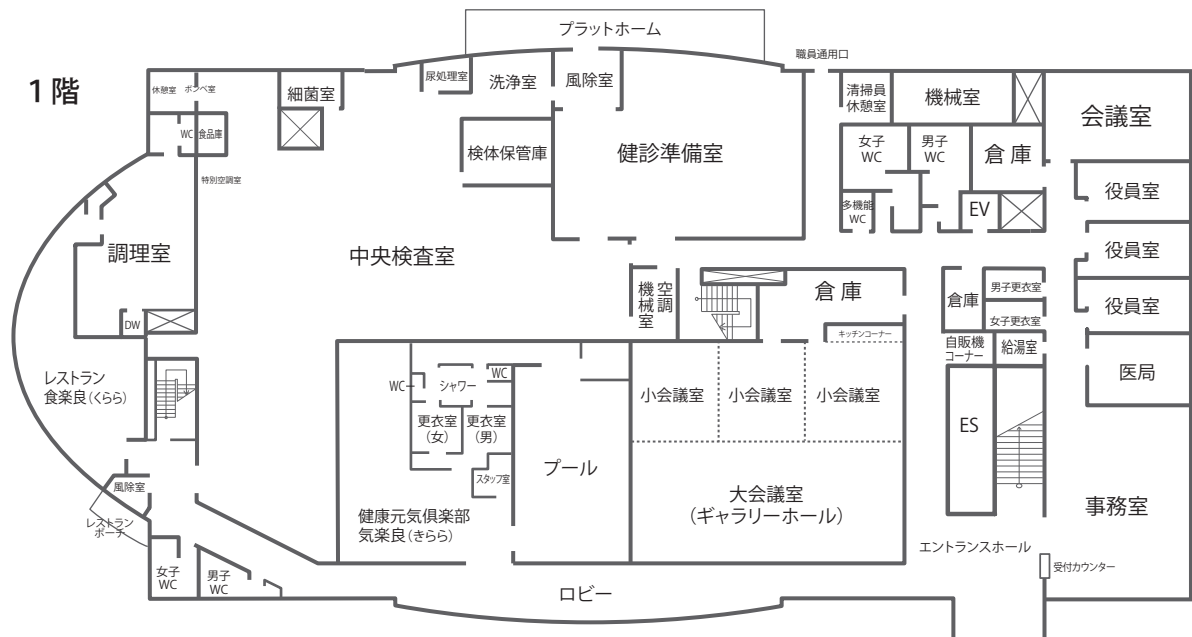 1階
プラットホーム
職員通用口
休憩室
ボンベ室
細菌室
尿処理室
洗浄室
風除室
清掃員
休憩室
機械室
会議室
WC
食品庫
検体保管庫
健診準備室
女子
WC
男子
WC
倉庫
特別空調室
役員室
多機能
WC
EV
調理室
中央検査室
役員室
空調
機械室
倉庫
倉庫
男子更衣室
役員室
DW
キッチンコーナー
女子更衣室
自販機
コーナー
給湯室
レストラン
食楽良(くらら)
WC
シャワー
WC
小会議室
小会議室
小会議室
医局
更衣室
(女)
更衣室
(男)
ES
プール
スタッフ室
風除室
大会議室
(ギャラリーホール)
事務室
健康元気倶楽部
気楽良(きらら)
レストラン
ポーチ
エントランスホール
受付カウンター
女子
WC
男子
WC
ロビー